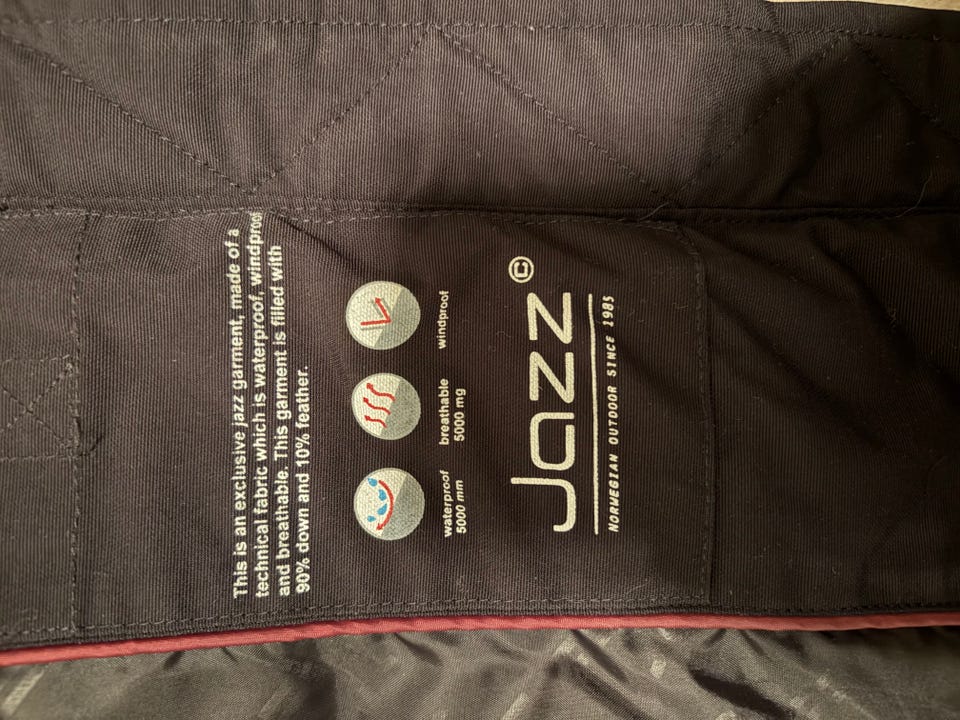 This is an exclusive jazz garment, made of a
technical fabric which is waterproof, windproof
and breathable. This garment is filled with
90% down and 10% feather.
waterproof
5000 mm
breathable
5000 mg
windproof
Jazz©
NORWEGIAN OUTDOOR SINCE 1985